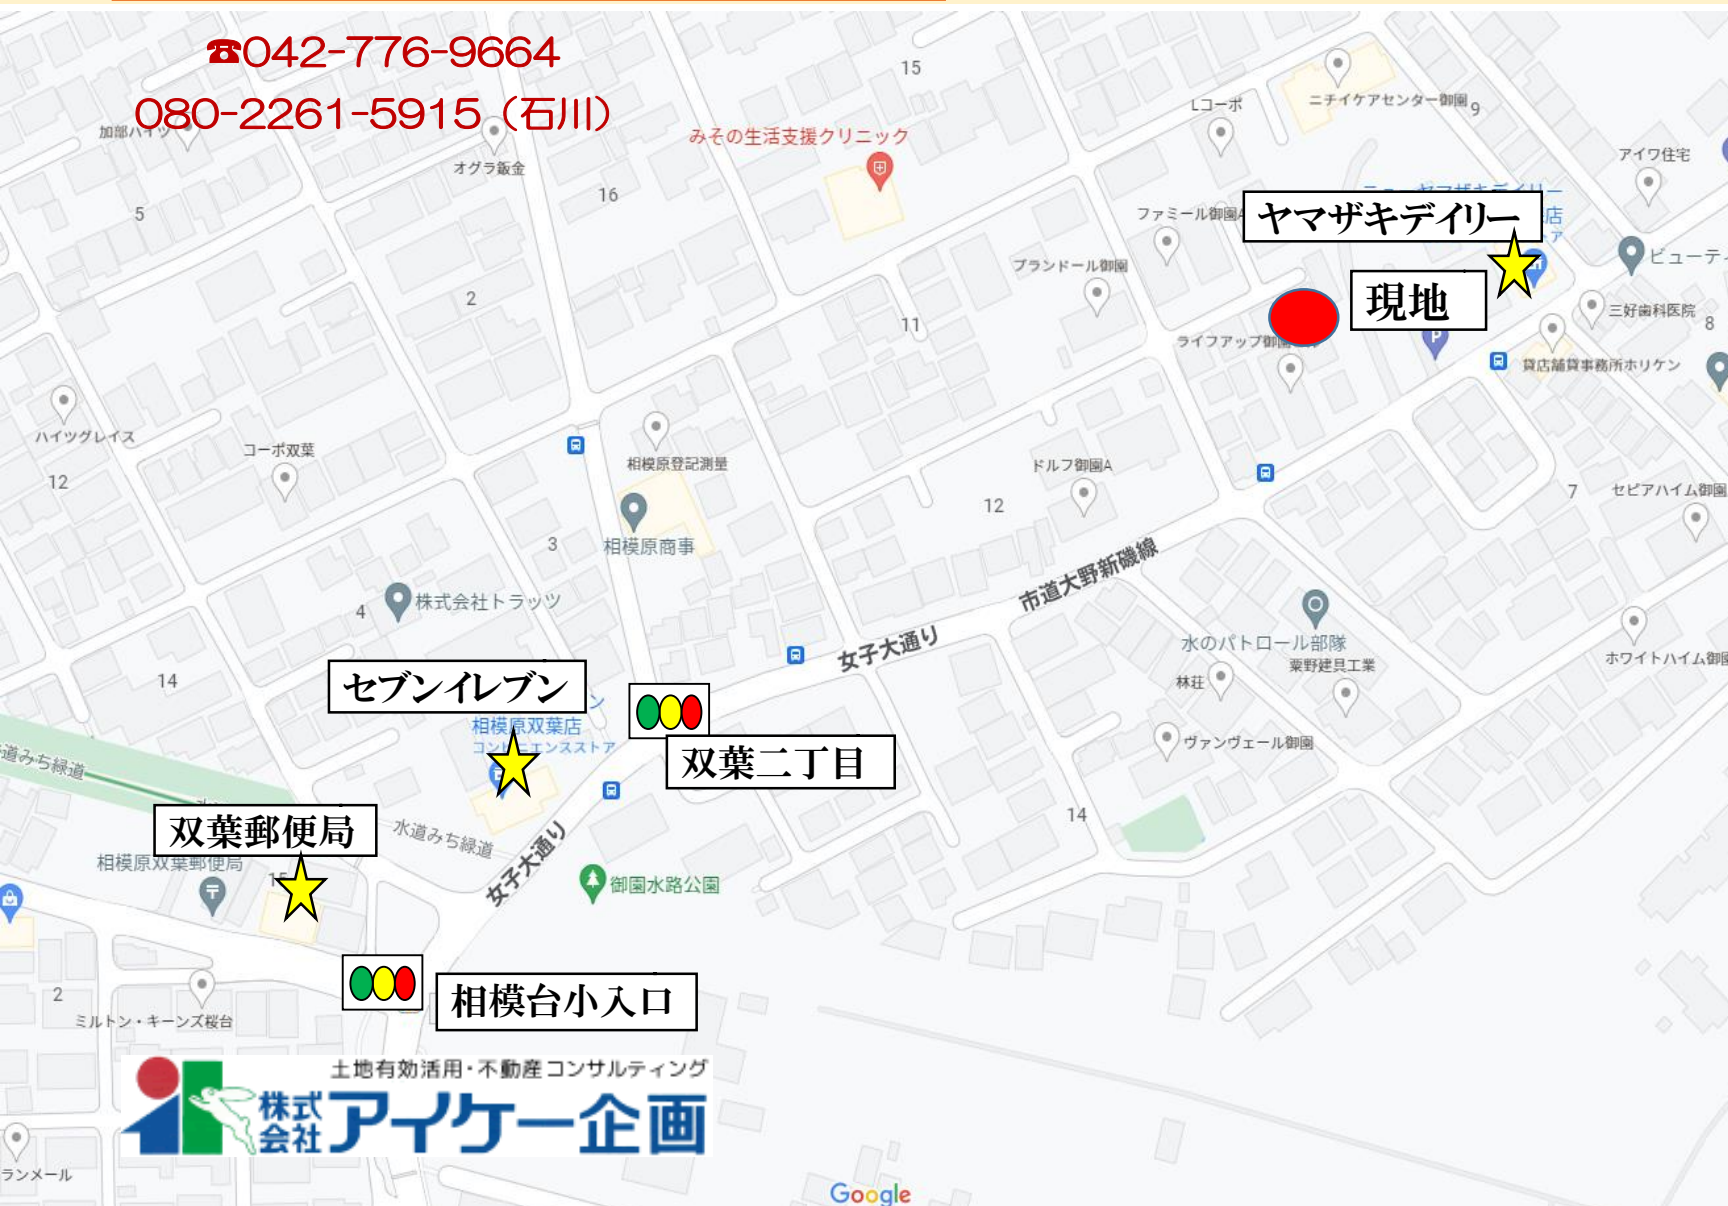 ☎042-776-9664
080-2261-5915（石川）
加部ハイツ
オグラ鈑金
5
16
15
みその生活支援クリニック
Lコーポ
ニチイケアセンター御園
9
アイワ住宅
ファミール御園
ヤマザキデイリー
店
ア
ビューティ
ブランドール御園
現地
三好歯科医院
8
2
11
ライフアップ御園
P
貸店舗貸事務所ホリケン
ハイツグレイス
コーポ双葉
相模原登記測量
ドルフ御園A
12
12
7
セピアハイム御園
3
相模原商事
市道大野新磯線
4
株式会社トラッツ
女子大通り
水のパトロール部隊
栗野建具工業
林荘
ホワイトハイム御園
14
セブンイレブン
ン
相模原双葉店
コンビニエンスストア
双葉二丁目
ヴァンヴェール御園
道みち緑道
双葉郵便局
水道みち緑道
女子大通り
14
相模原双葉郵便局
〒
15
御園水路公園
相模台小入口
2
ミルトン・キーンズ桜台
土地有効活用・不動産コンサルティング
株式会社アイケー企画
ランメール
Google